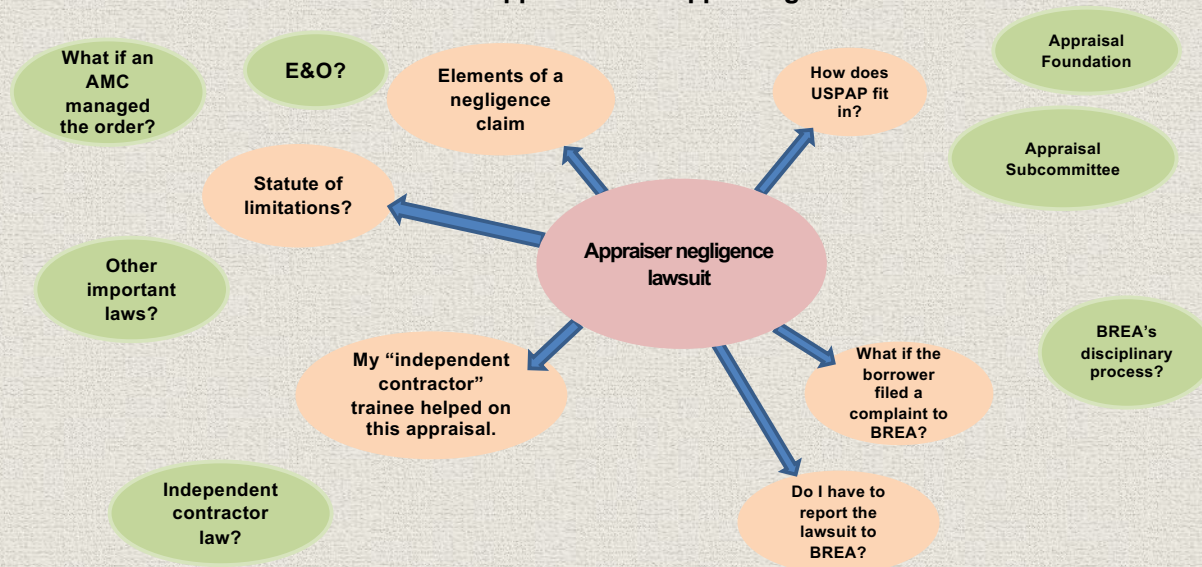 What if an
AMC
managed
the order?
E&O?
Elements of a
negligence
claim
How does
USPAP fit
in?
Appraisal
Foundation
Appraisal
Subcommittee
Statute of
limitations?
Appraiser negligence
lawsuit
Other
important
laws?
My “independent
contractor”
trainee helped on
this appraisal.
What if the
borrower
filed a
complaint to
BREA?
BREA’s
disciplinary
process?
Independent
contractor
law?
Do I have to
report the
lawsuit to
BREA?